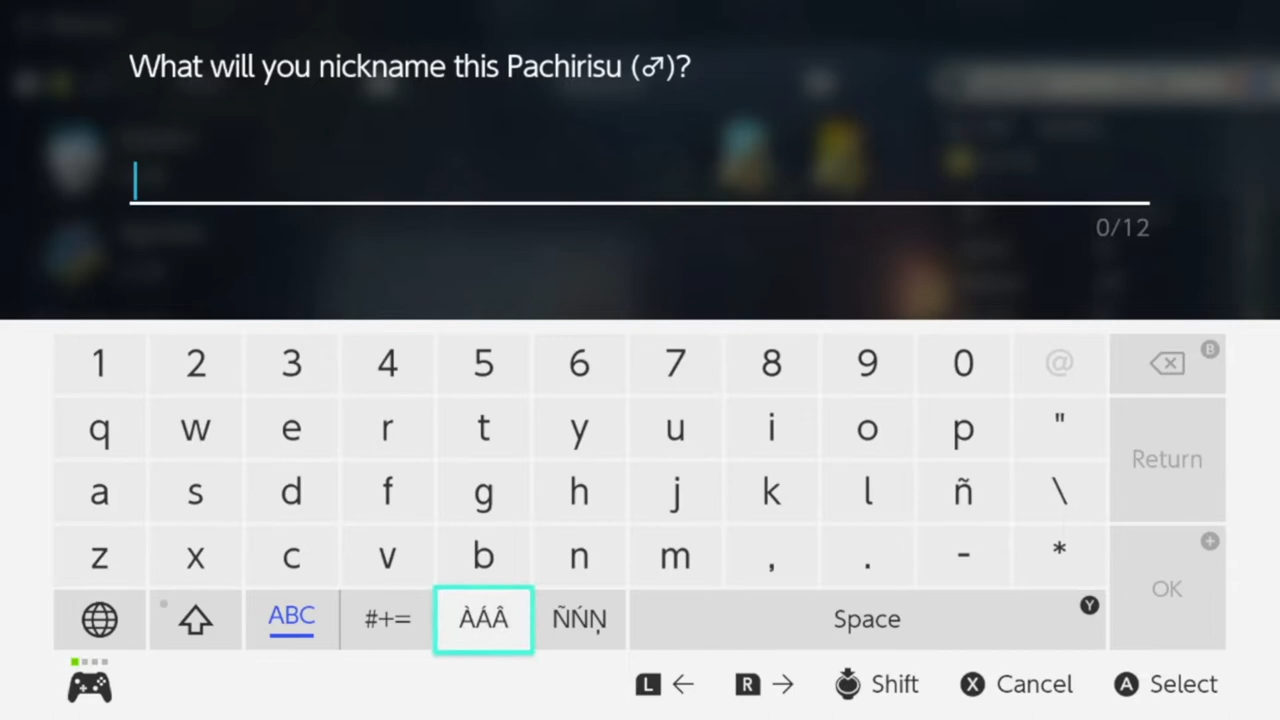 What will you nickname this Pachirisu (♂)?
0/12
1 2 3 4 5 6 7 8 9 0 @ B
q w e r t y u i o p "
Return
a s d f g h j k l ñ \
z x c v b n m , . - *
OK
ABC #+= ÀÁÂ ÑŃŅ Space Y
L ← R → Shift X Cancel A Select